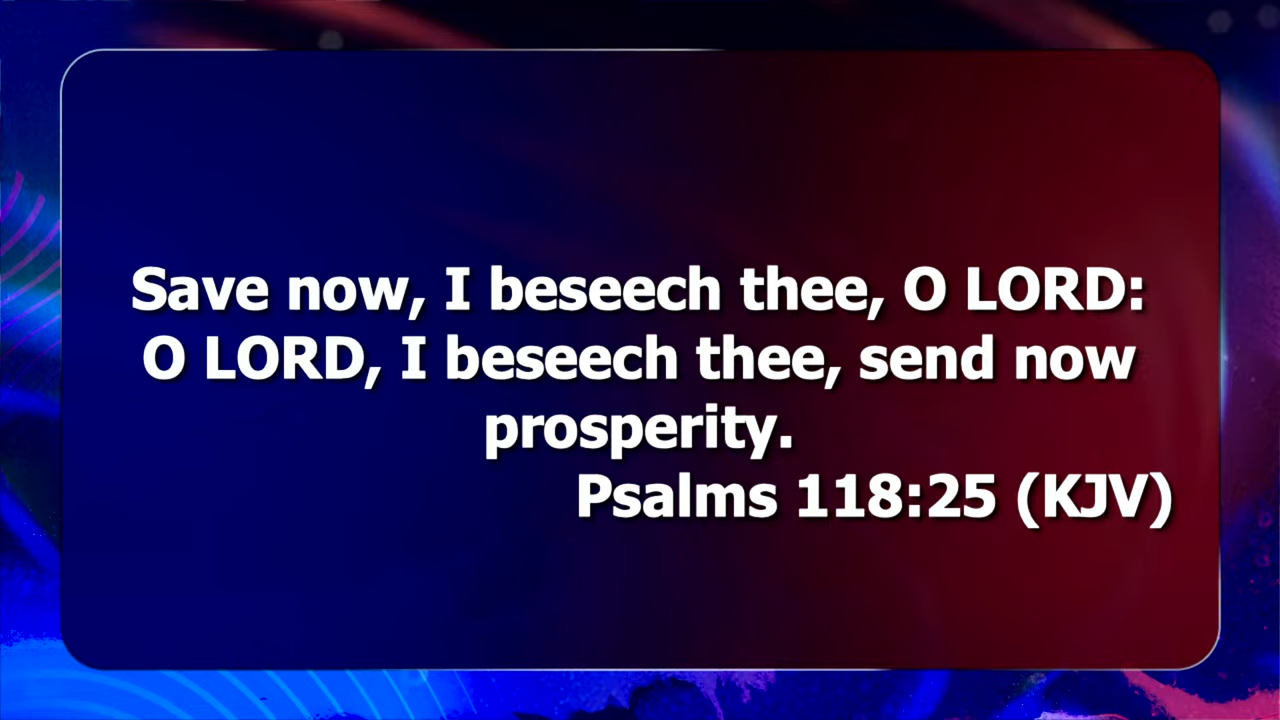 Save now, I beseech thee, O LORD:
O LORD, I beseech thee, send now
prosperity.
Psalms 118:25 (KJV)